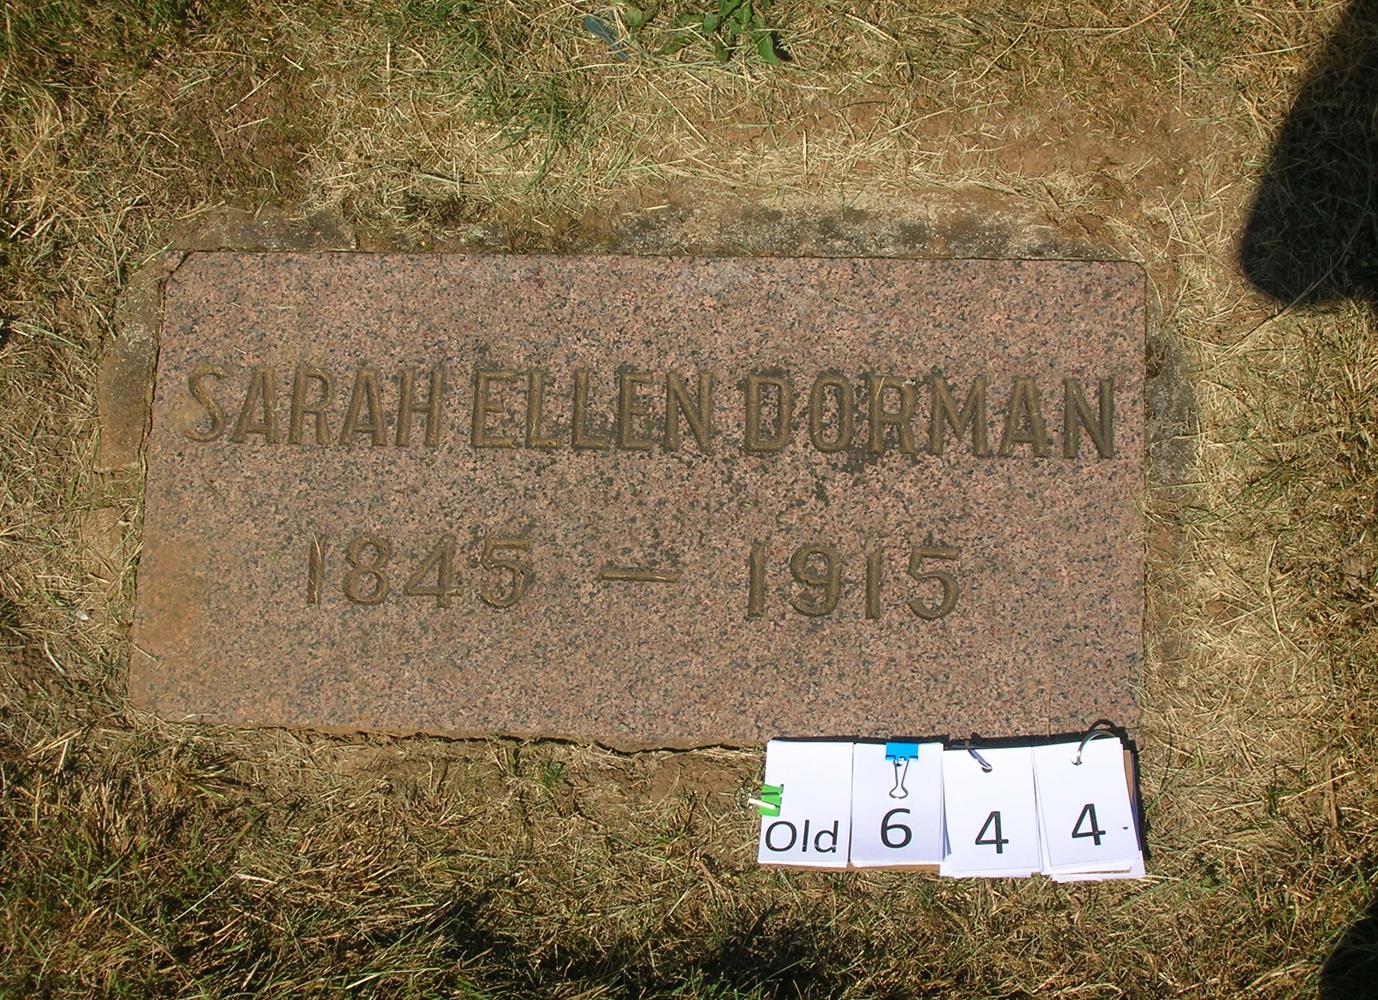 SARAH ELLEN DORMAN
1845 — 1915
Old 6 4 4